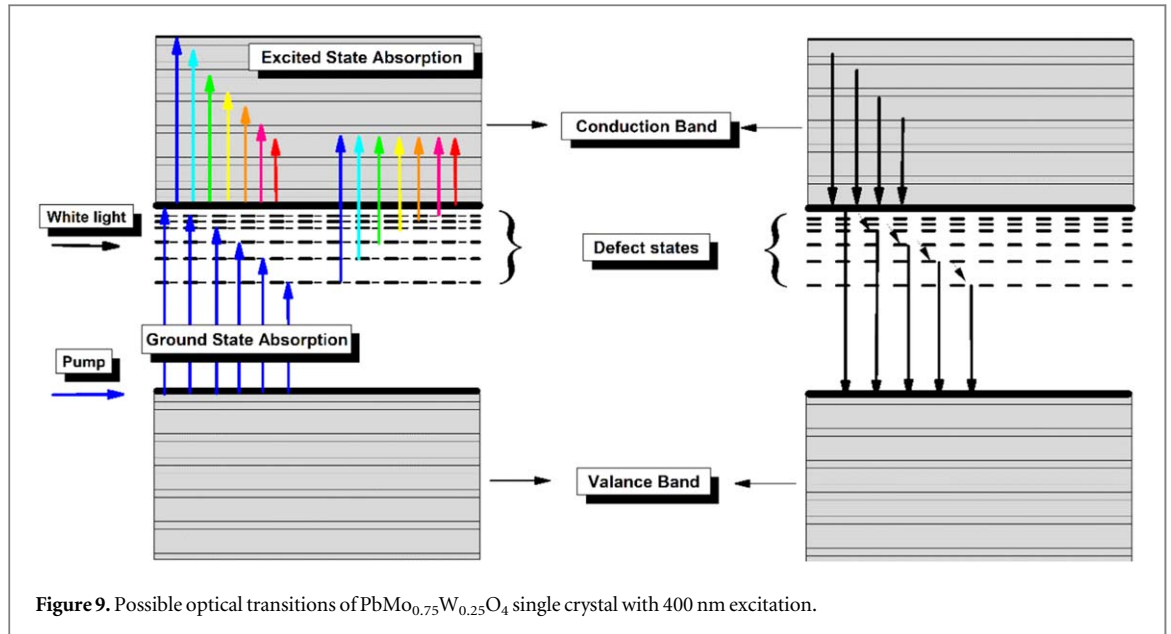 Excited State Absorption
Conduction Band
White light
Defect states
Ground State Absorption
Pump
Valance Band
Figure 9. Possible optical transitions of PbMo0.75W0.25O4 single crystal with 400 nm excitation.